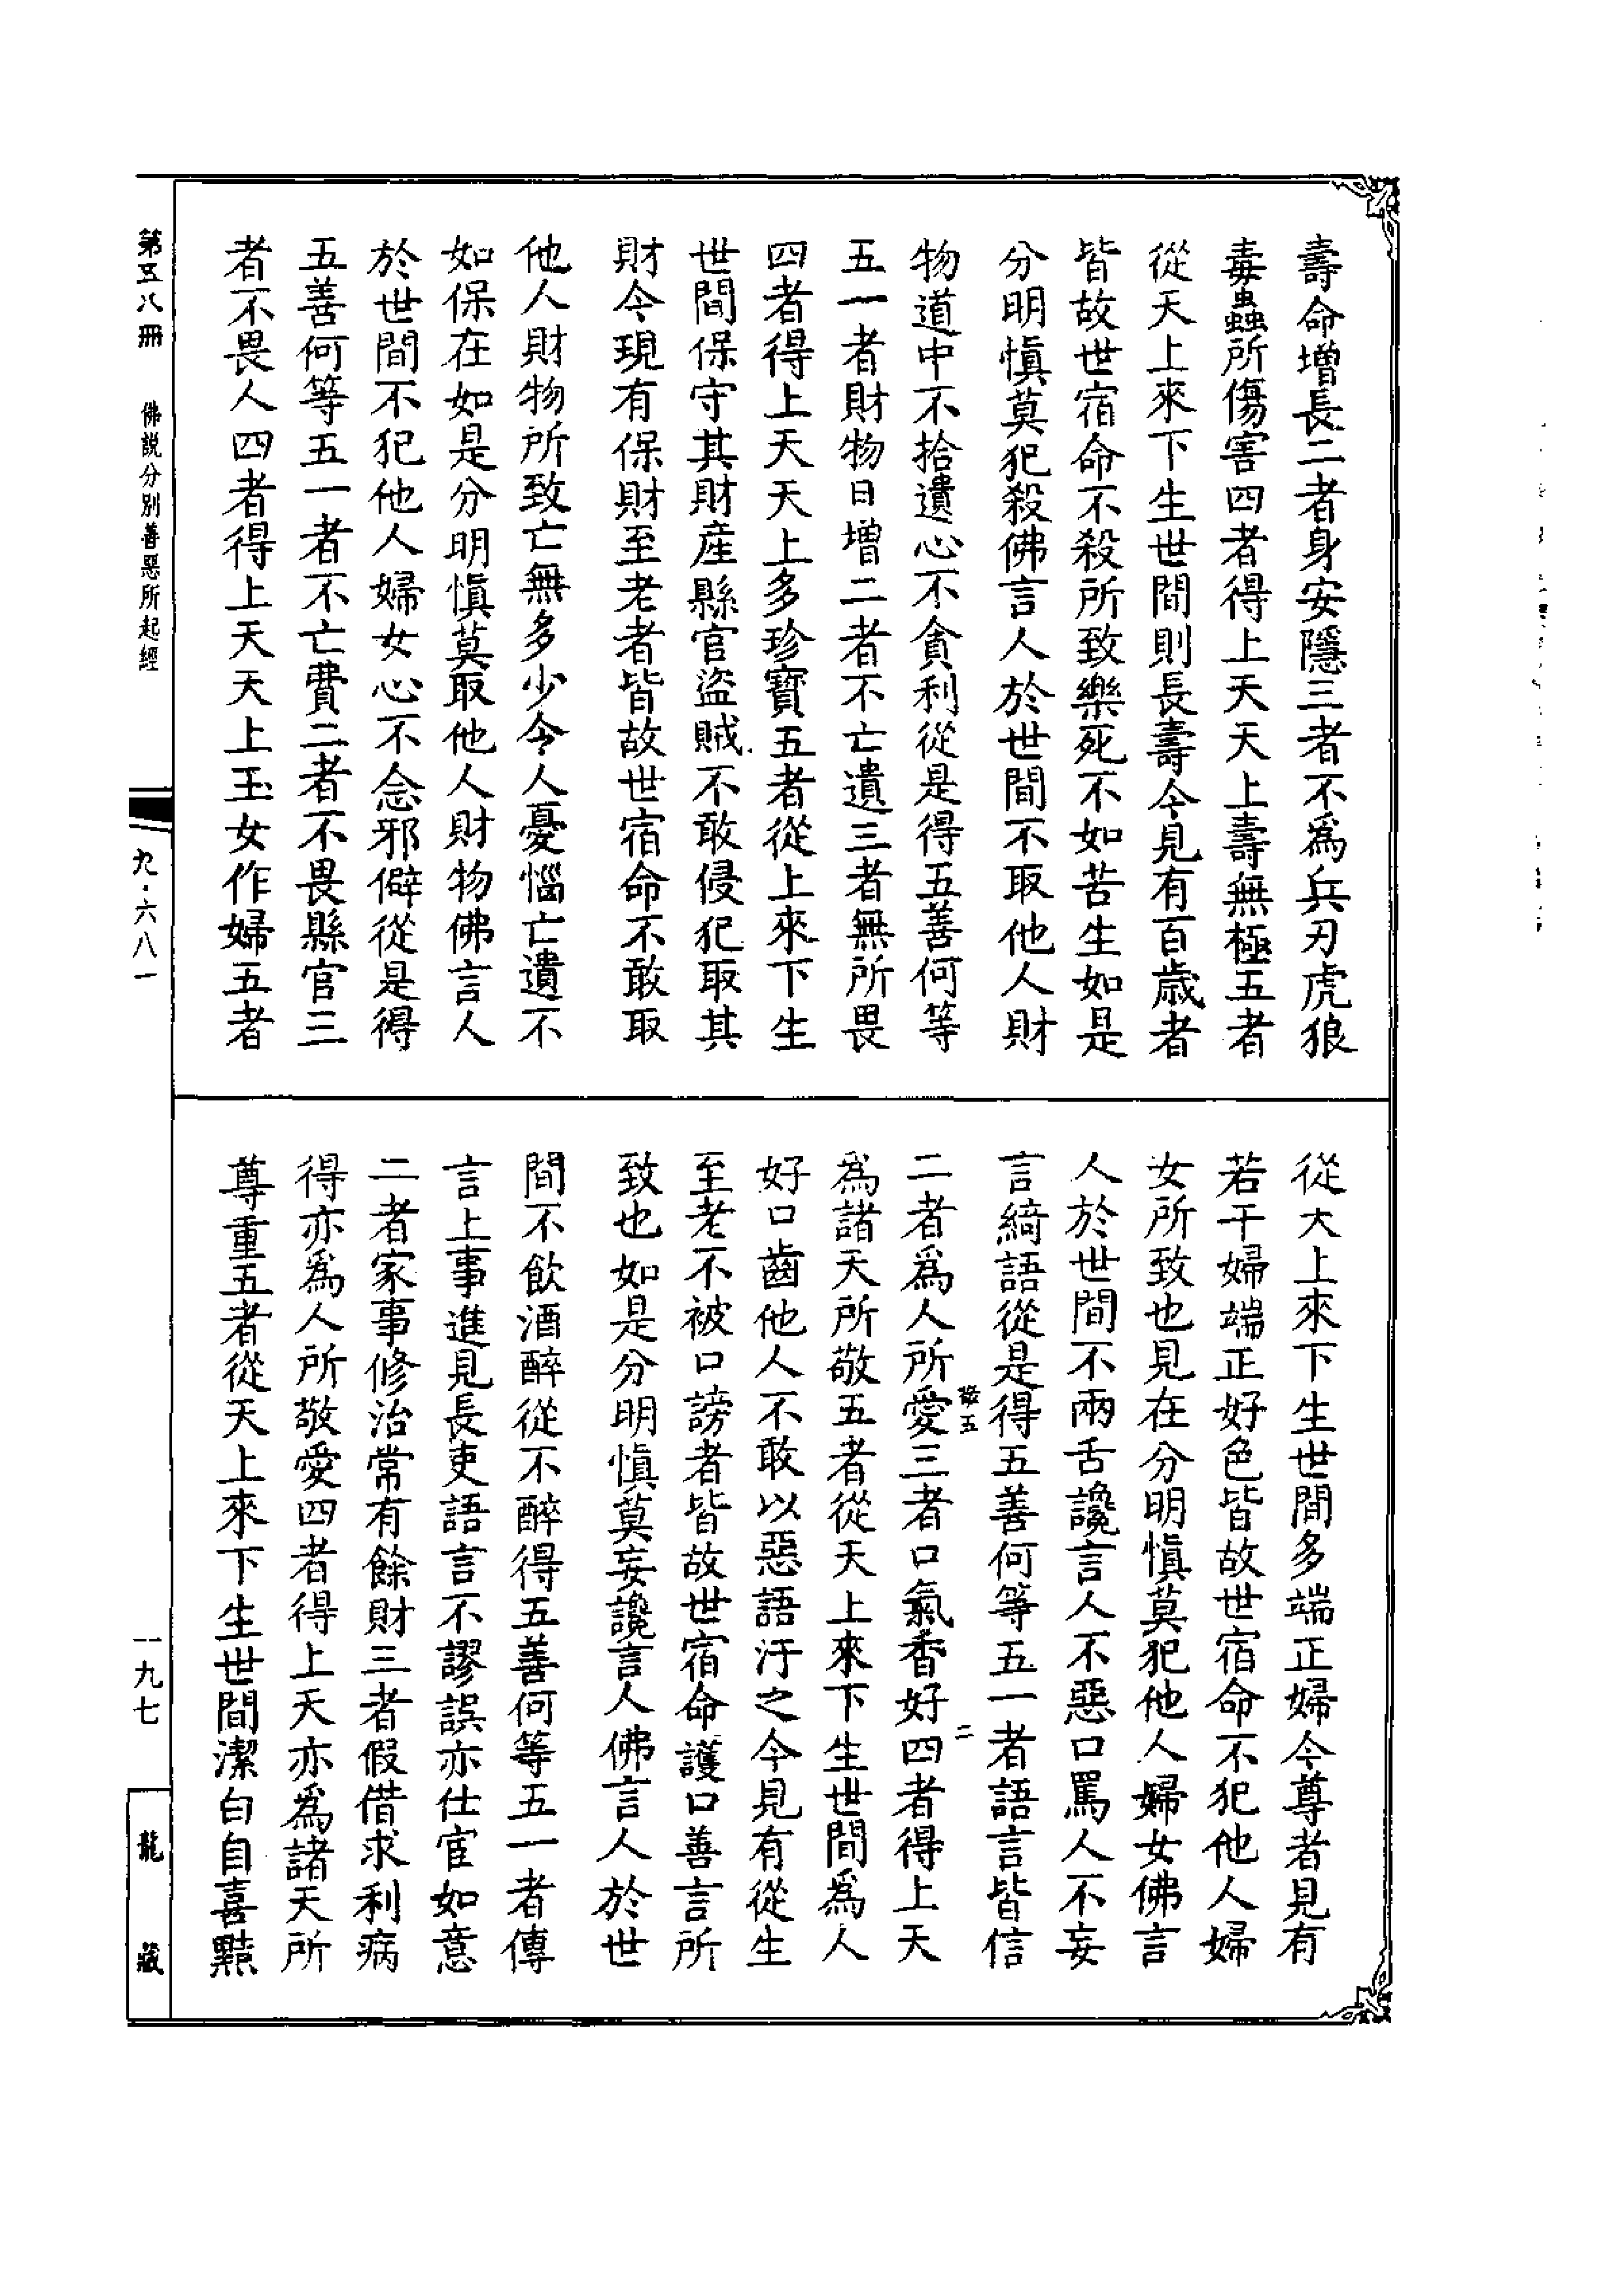 壽命增長二者身安隱三者不爲兵刃虎狼
毒蟲所傷害四者得上天天上壽無極五者
從天上來下生世間則長壽今見有百歲者
皆故世宿命不殺所致樂死不如苦生如是
分明慎莫犯殺佛言人於世間不取他人財
物道中不拾遺心不貪利從是得五善何等
五一者財物日增二者不亡遺三者無所畏
四者得上天天上多珍寶五者從上來下生
世間保守其財産縣官盜賊不敢侵犯取其
財今現有保財至老者皆故世宿命不敢取
他人財物所致亡無多少令人憂惱亡遺不
如保在如是分明慎莫取他人財物佛言人
於世間不犯他人婦女心不念邪僻從是得
五善何等五一者不亡費二者不畏縣官三
者不畏人四者得上天天上玉女作婦五者
從大上來下生世間多端正婦今尊者見有
若干婦端正好色皆故世宿命不犯他人婦
女所致也見在分明慎莫犯他人婦女佛言
人於世間不兩舌讒言人不惡口罵人不妄
言綺語從是得五善何等五一者語言皆信
敬五 二
二者爲人所愛三者口氣香好四者得上天
爲諸天所敬五者從天上來下生世間爲人
好口齒他人不敢以惡語汙之今見有從生
至老不被口謗者皆故世宿命護口善言所
致也如是分明慎莫妄讒言人佛言人於世
間不飲酒醉從不醉得五善何等五一者傳
言上事進見長吏語言不謬誤亦仕宦如意
二者家事修治常有餘財三者假借求利病
得亦爲人所敬愛四者得上天亦爲諸天所
尊重五者從天上來下生世間潔白自喜黠
第五八冊 佛說分別善惡所起經
九·六八一
一九七
龍藏